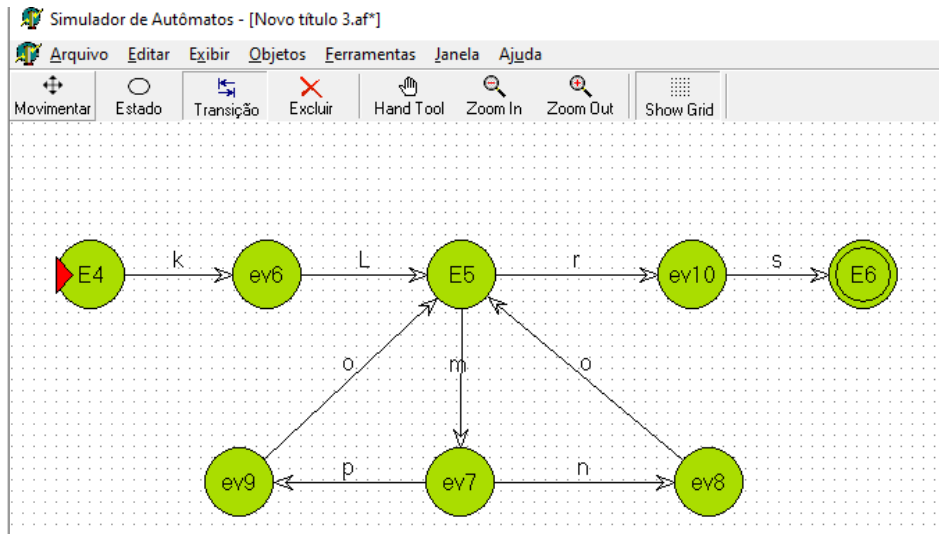 Simulador de Autômatos - [Novo título 3.af*]
Arquivo Editar Exibir Objetos Ferramentas Janela Ajuda
Movimentar Estado Transição Excluir Hand Tool Zoom In Zoom Out Show Grid
k L r s
E4 ev6 E5 ev10 E6
o m o
p n
ev9 ev7 ev8